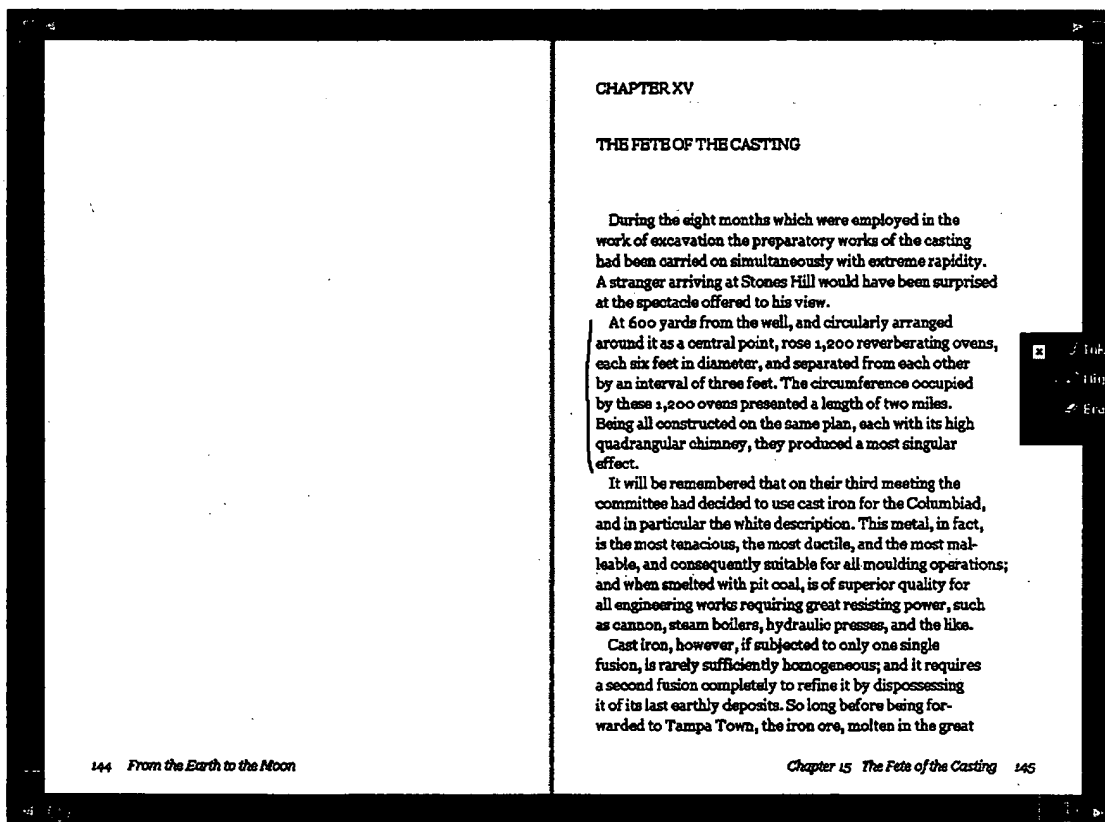 CHAPTER XV
THE FETE OF THE CASTING
During the eight months which were employed in the
work of excavation the preparatory works of the casting
had been carried on simultaneously with extreme rapidity.
A stranger arriving at Stones Hill would have been surprised
at the spectacle offered to his view.
At 600 yards from the well, and circularly arranged
around it as a central point, rose 1,200 reverberating ovens,
each six feet in diameter, and separated from each other
by an interval of three feet. The circumference occupied
by these 1,200 ovens presented a length of two miles.
Being all constructed on the same plan, each with its high
quadrangular chimney, they produced a most singular
effect.
It will be remembered that on their third meeting the
committee had decided to use cast iron for the Columbiad,
and in particular the white description. This metal, in fact,
is the most tenacious, the most ductile, and the most mal-
leable, and consequently suitable for all moulding operations;
and when smelted with pit coal, is of superior quality for
all engineering works requiring great resisting power, such
as cannon, steam boilers, hydraulic presses, and the like.
Cast iron, however, if subjected to only one single
fusion, is rarely sufficiently homogeneous; and it requires
a second fusion completely to refine it by dispossessing
it of its last earthly deposits. So long before being for-
warded to Tampa Town, the iron ore, molten in the great
144 From the Earth to the Moon
Chapter 15 The Fete of the Casting 145
Ink
Era